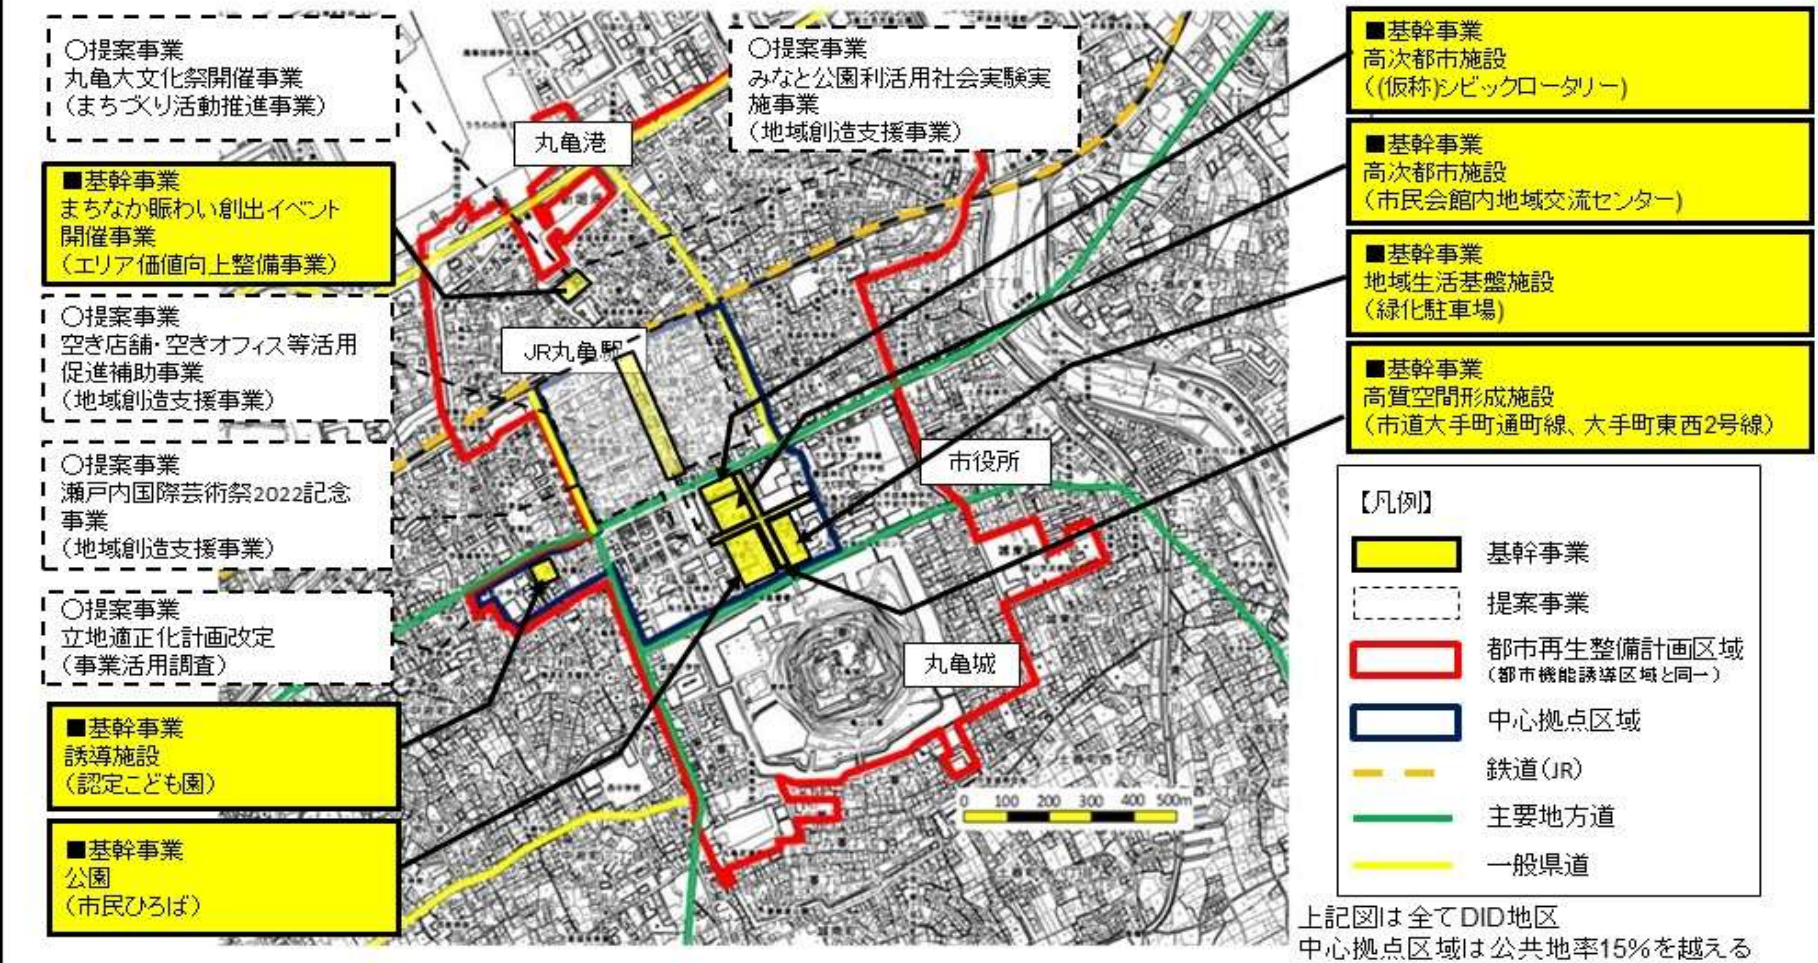 〇提案事業
丸亀大文化祭開催事業
(まちづくり活動推進事業)
■基幹事業
まちなか賑わい創出イベント
開催事業
(エリア価値向上整備事業)
〇提案事業
空き店舗・空きオフィス等活用
促進補助事業
(地域創造支援事業)
〇提案事業
瀬戸内国際芸術祭2022記念
事業
(地域創造支援事業)
〇提案事業
立地適正化計画改定
(事業活用調査)
■基幹事業
誘導施設
(認定こども園)
■基幹事業
公園
(市民ひろば)
〇提案事業
みなと公園利活用社会実験実
施事業
(地域創造支援事業)
丸亀港
JR丸亀駅
市役所
丸亀城
0 100 200 300 400 500m
■基幹事業
高次都市施設
((仮称)シビックロータリー)
■基幹事業
高次都市施設
(市民会館内地域交流センター)
■基幹事業
地域生活基盤施設
(緑化駐車場)
■基幹事業
高質空間形成施設
(市道大手町通町線、大手町東西2号線)
【凡例】
基幹事業
提案事業
都市再生整備計画区域
(都市機能誘導区域と同一)
中心拠点区域
鉄道(JR)
主要地方道
一般県道
上記図は全てDID地区
中心拠点区域は公共地率15%を越える